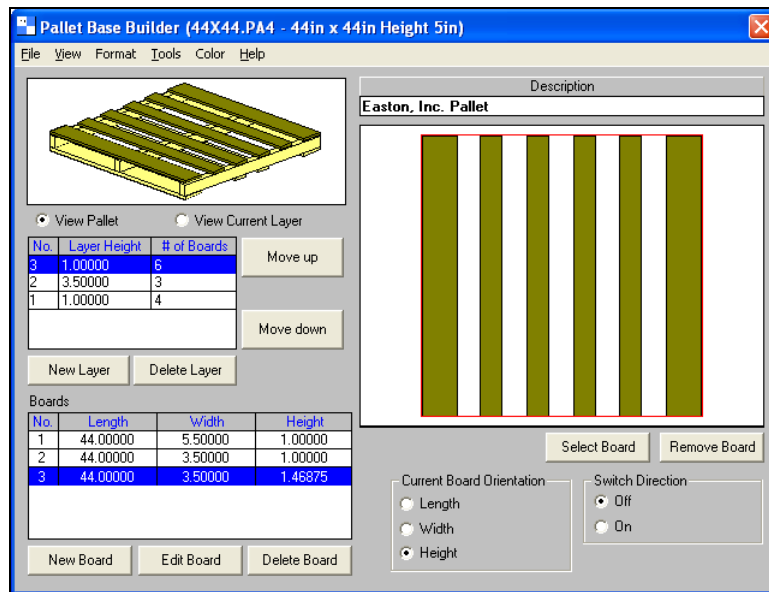 Pallet Base Builder (44X44.PA4 - 44in x 44in Height 5in)
File View Format Tools Color Help
Description
Easton, Inc. Pallet
View Pallet View Current Layer
No. Layer Height # of Boards
3 1.00000 6
2 3.50000 3
1 1.00000 4
Move up
Move down
New Layer Delete Layer
Boards
No. Length Width Height
1 44.00000 5.50000 1.00000
2 44.00000 3.50000 1.00000
3 44.00000 3.50000 1.46875
New Board Edit Board Delete Board
Select Board Remove Board
Current Board Orientation
Length
Width
Height
Switch Direction
Off
On